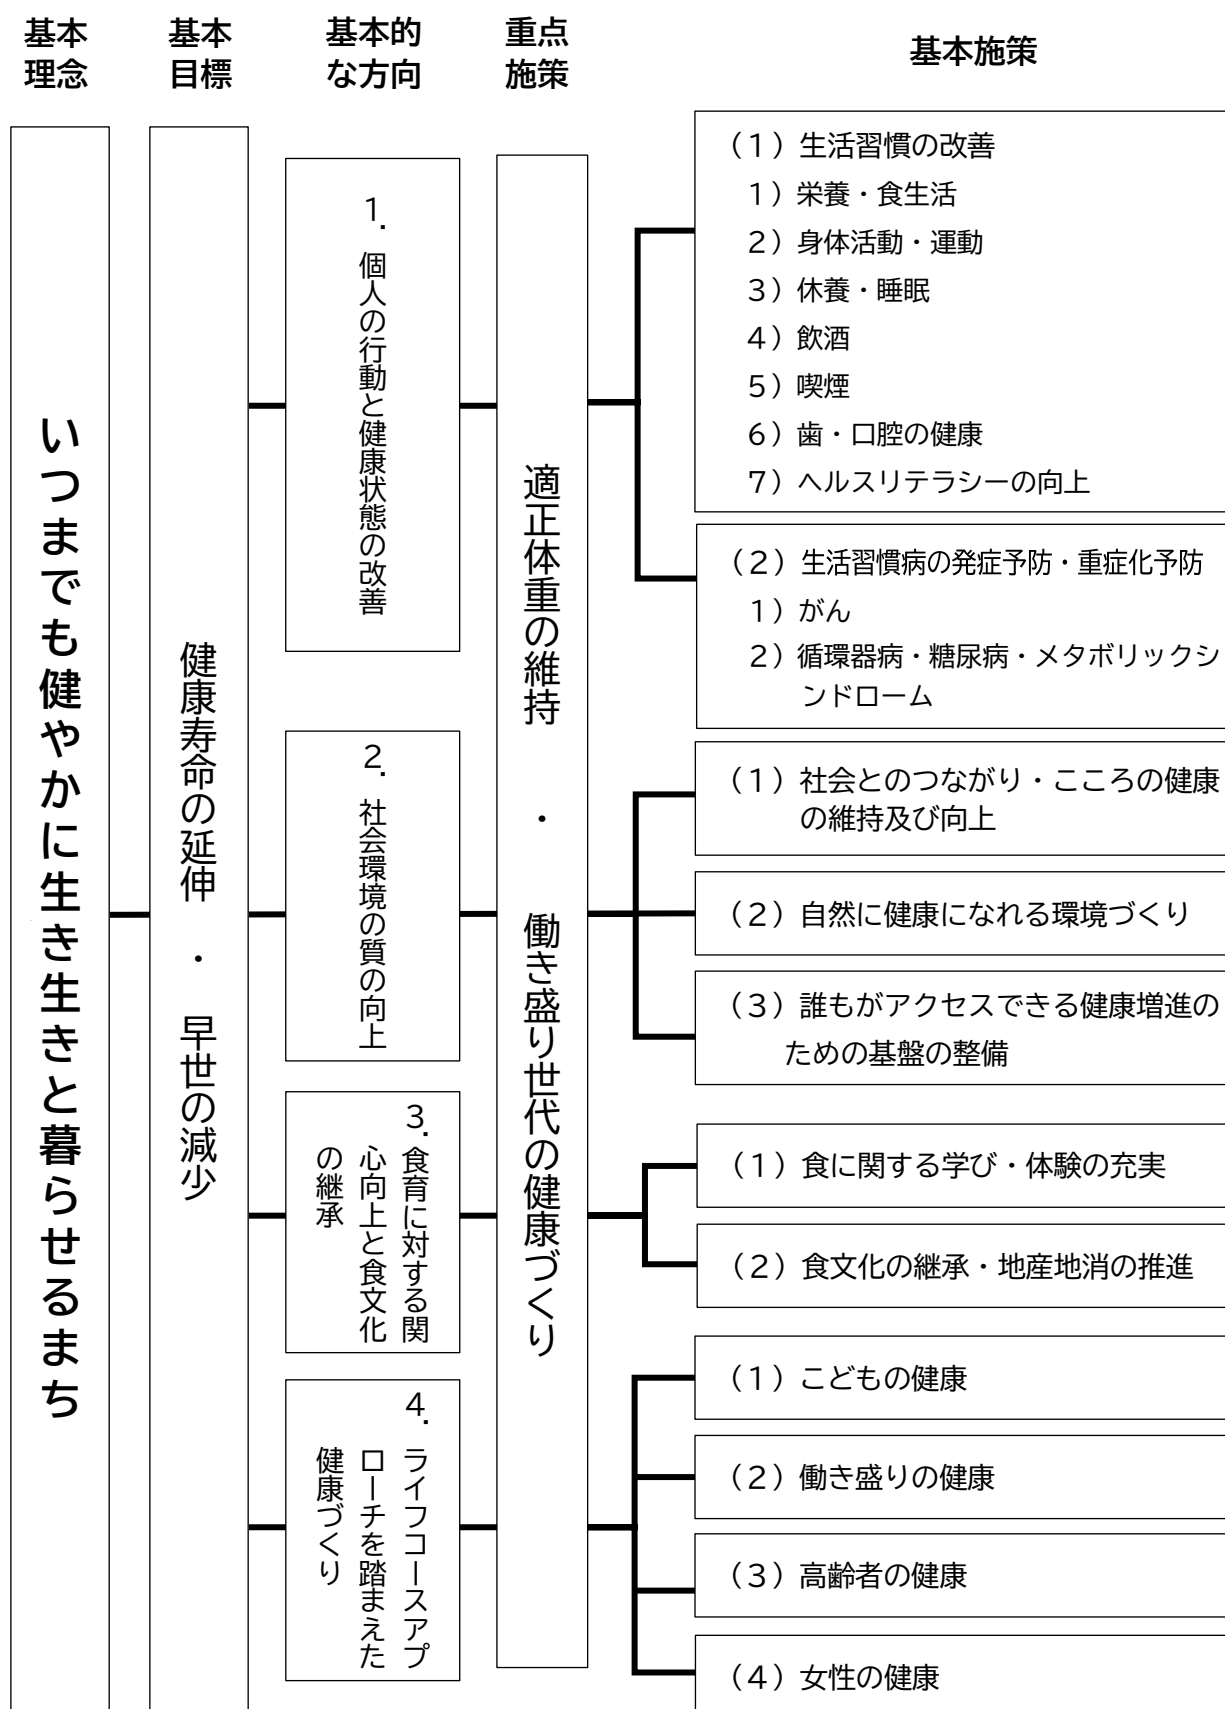 基本
理念
基本
目標
基本的
な方向
重点
施策
基本施策
いつまでも健やかに生き生きと暮らせるまち
健康寿命の延伸 ・ 早世の減少
1. 個人の行動と健康状態の改善
2. 社会環境の質の向上
3. 食育に対する関
心向上と食文化
の継承
4. ライフコースアプ
ローチを踏まえた
健康づくり
適正体重の維持 ・ 働き盛り世代の健康づくり
(1)生活習慣の改善
1)栄養・食生活
2)身体活動・運動
3)休養・睡眠
4)飲酒
5)喫煙
6)歯・口腔の健康
7)ヘルスリテラシーの向上
(2)生活習慣病の発症予防・重症化予防
1)がん
2)循環器病・糖尿病・メタボリックシ
ンドローム
(1)社会とのつながり・こころの健康
の維持及び向上
(2)自然に健康になれる環境づくり
(3)誰もがアクセスできる健康増進の
ための基盤の整備
(1)食に関する学び・体験の充実
(2)食文化の継承・地産地消の推進
(1)こどもの健康
(2)働き盛りの健康
(3)高齢者の健康
(4)女性の健康